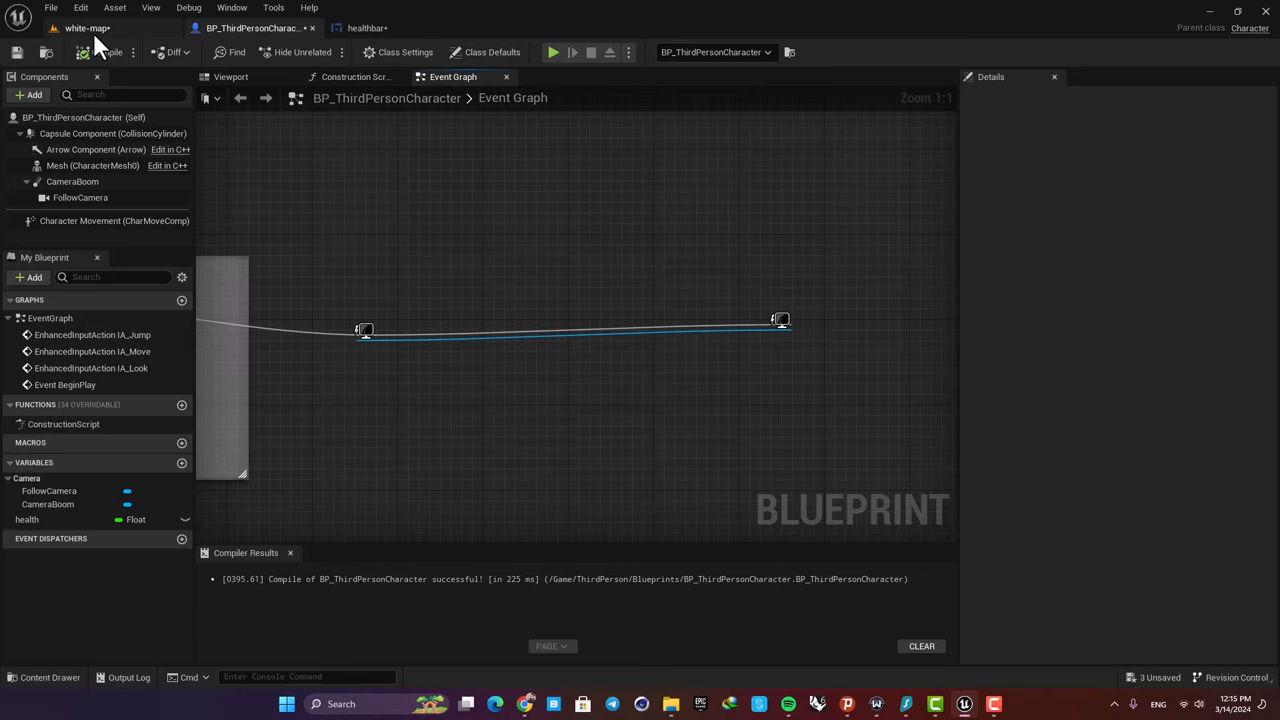 File Edit Asset View Debug Window Tools Help
white-map* BP_ThirdPersonCharac...* healthbar* Parent class: Character
Diff Find Hide Unrelated Class Settings Class Defaults BP_ThirdPersonCharacter
Components Viewport Construction Scr... Event Graph Details
Add Search BP_ThirdPersonCharacter > Event Graph Zoom 1:1
BP_ThirdPersonCharacter (Self)
Capsule Component (CollisionCylinder)
Arrow Component (Arrow) Edit in C++
Mesh (CharacterMesh0) Edit in C++
CameraBoom
FollowCamera
Character Movement (CharMoveComp)
My Blueprint
Add Search
GRAPHS
EventGraph
EnhancedInputAction IA_Jump
EnhancedInputAction IA_Move
EnhancedInputAction IA_Look
Event BeginPlay
FUNCTIONS (34 OVERRIDABLE)
ConstructionScript
MACROS
VARIABLES
Camera
FollowCamera
CameraBoom
health Float
EVENT DISPATCHERS
BLUEPRINT
Compiler Results
[0395.61] Compile of BP_ThirdPersonCharacter successful! [in 225 ms] (/Game/ThirdPerson/Blueprints/BP_ThirdPersonCharacter.BP_ThirdPersonCharacter)
PAGE CLEAR
Content Drawer Output Log Cmd Enter Console Command 3 Unsaved Revision Control
Search 12:15 PM
3/14/2024